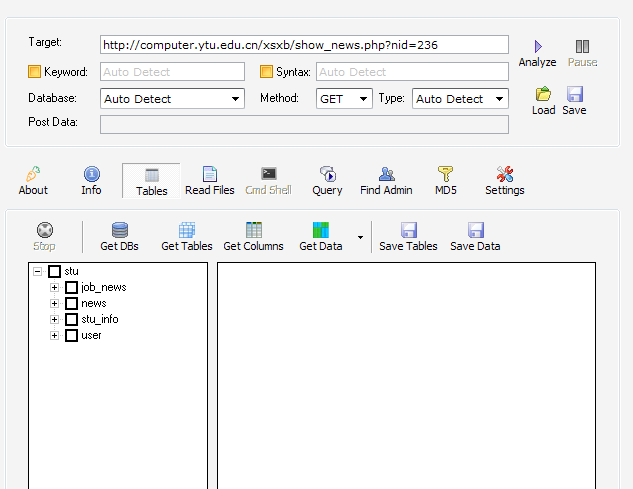 Target: http://computer.ytu.edu.cn/xsxb/show_news.php?nid=236
Analyze Pause
Keyword: Auto Detect Syntax: Auto Detect
Database: Auto Detect Method: GET Type: Auto Detect
Load Save
Post Data:
About Info Tables Read Files Cmd Shell Query Find Admin MD5 Settings
Stop Get DBs Get Tables Get Columns Get Data Save Tables Save Data
stu
job_news
news
stu_info
user